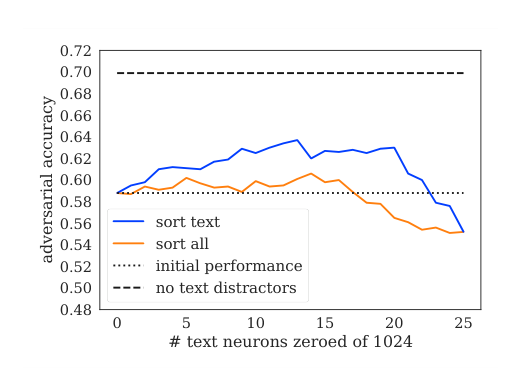 0.72
0.70
0.68
0.66
0.64
0.62
0.60
0.58
0.56
0.54
0.52
0.50
0.48
adversarial accuracy
sort text
sort all
initial performance
no text distractors
0 5 10 15 20 25
# text neurons zeroed of 1024